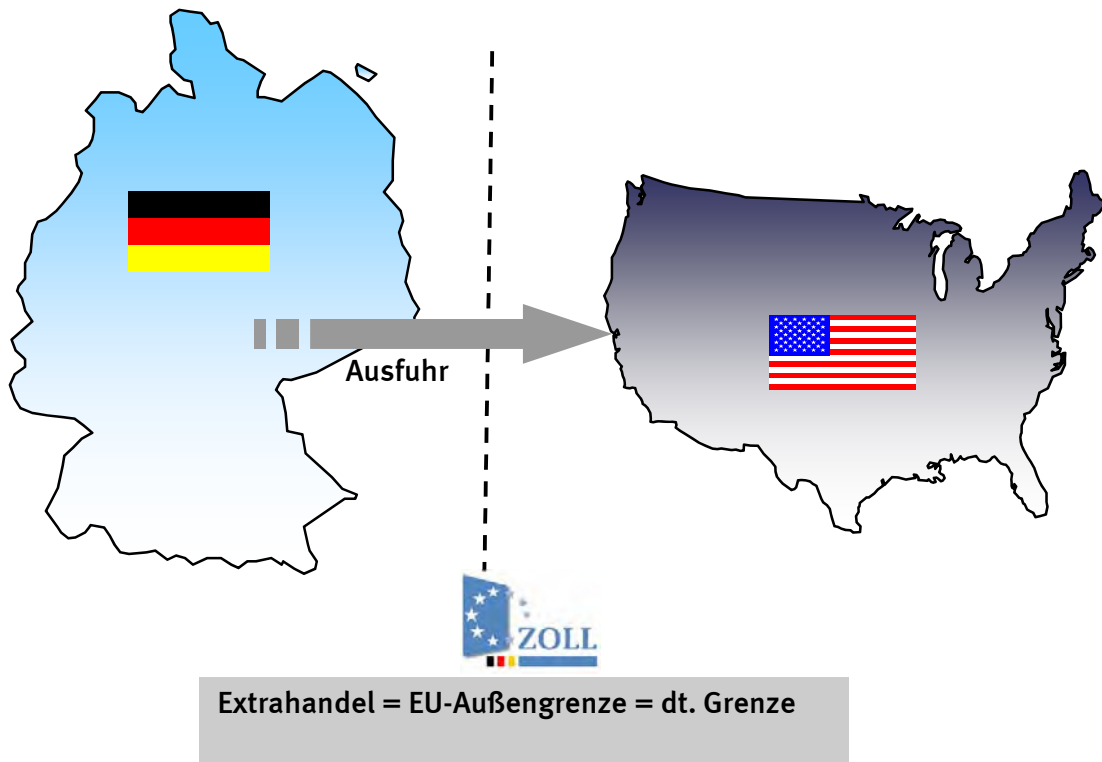 Ausfuhr
ZOLL
Extrahandel = EU-Außengrenze = dt. Grenze